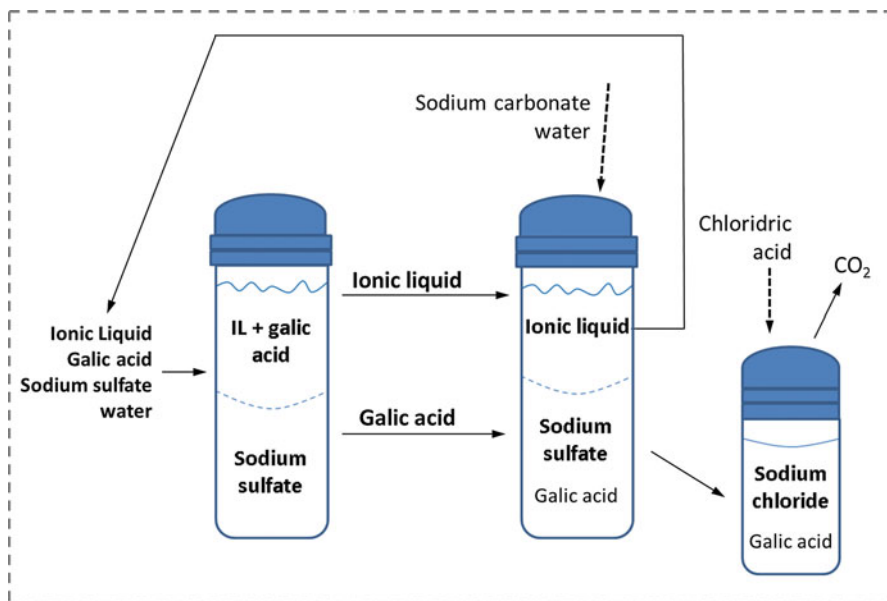 Sodium carbonate
water
Chloridric
acid
CO₂
Ionic Liquid
Galic acid
Sodium sulfate
water
IL + galic
acid
Sodium
sulfate
Ionic liquid
Galic acid
Ionic liquid
Sodium
sulfate
Galic acid
Sodium
chloride
Galic acid